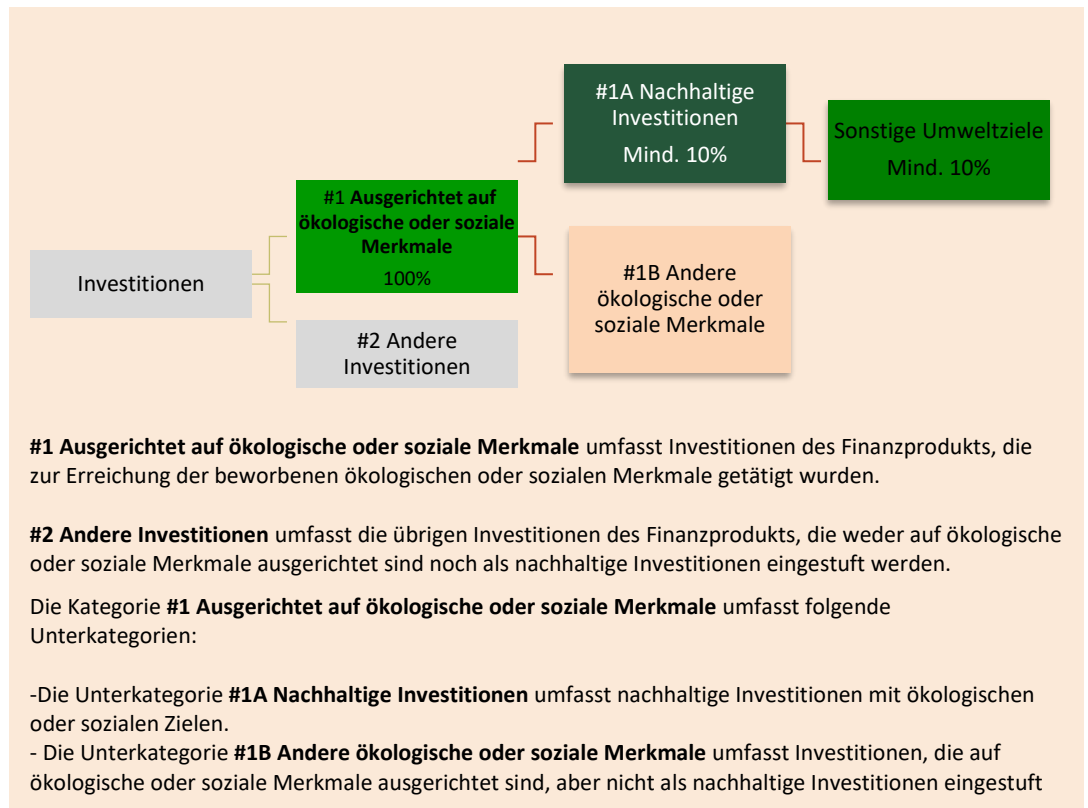 #1A Nachhaltige
Investitionen
Mind. 10%
Sonstige Umweltziele
Mind. 10%
#1 Ausgerichtet auf
ökologische oder soziale
Merkmale
100%
Investitionen
#1B Andere
ökologische oder
soziale Merkmale
#2 Andere
Investitionen
#1 Ausgerichtet auf ökologische oder soziale Merkmale umfasst Investitionen des Finanzprodukts, die
zur Erreichung der beworbenen ökologischen oder sozialen Merkmale getätigt wurden.
#2 Andere Investitionen umfasst die übrigen Investitionen des Finanzprodukts, die weder auf ökologische
oder soziale Merkmale ausgerichtet sind noch als nachhaltige Investitionen eingestuft werden.
Die Kategorie #1 Ausgerichtet auf ökologische oder soziale Merkmale umfasst folgende
Unterkategorien:
-Die Unterkategorie #1A Nachhaltige Investitionen umfasst nachhaltige Investitionen mit ökologischen
oder sozialen Zielen.
- Die Unterkategorie #1B Andere ökologische oder soziale Merkmale umfasst Investitionen, die auf
ökologische oder soziale Merkmale ausgerichtet sind, aber nicht als nachhaltige Investitionen eingestuft